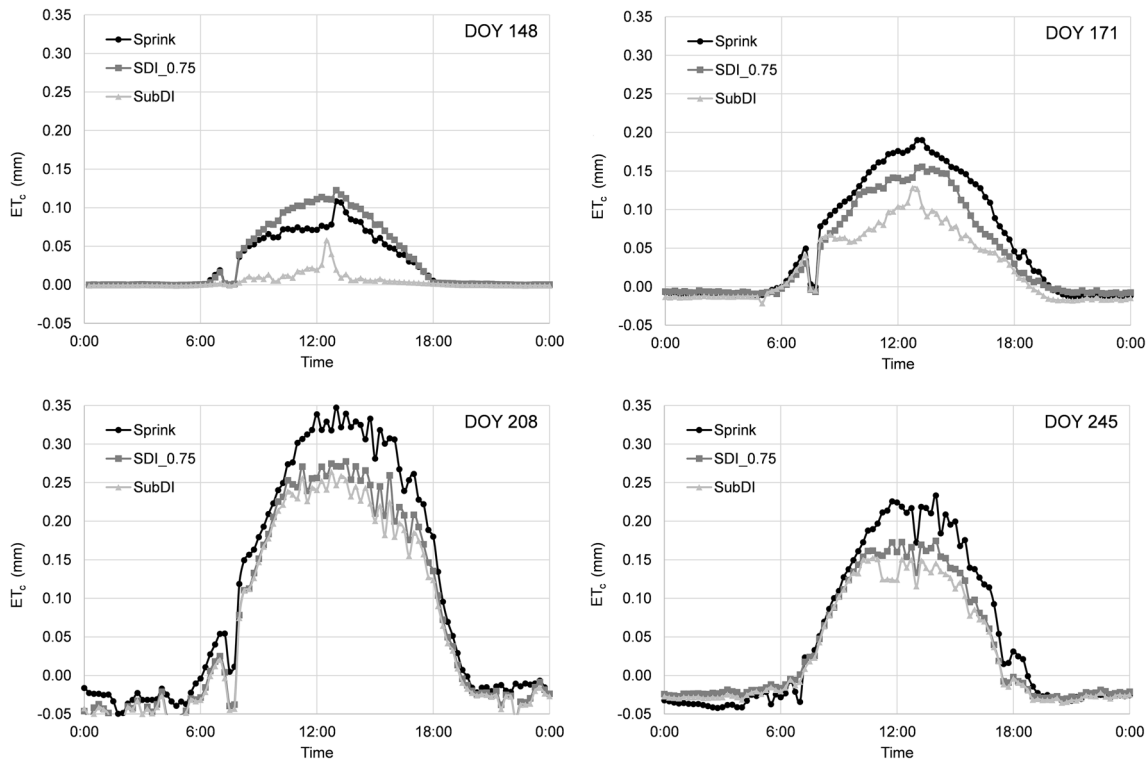 DOY 148
0.35
0.30
0.25
0.20
0.15
0.10
0.05
0.00
-0.05
ETc (mm)
Sprink
SDI_0.75
SubDI
0:00
6:00
12:00
18:00
0:00
Time
DOY 171
0.35
0.30
0.25
0.20
0.15
0.10
0.05
0.00
-0.05
ETc (mm)
Sprink
SDI_0.75
SubDI
0:00
6:00
12:00
18:00
0:00
Time
DOY 208
0.35
0.30
0.25
0.20
0.15
0.10
0.05
0.00
-0.05
ETc (mm)
Sprink
SDI_0.75
SubDI
0:00
6:00
12:00
18:00
0:00
Time
DOY 245
0.35
0.30
0.25
0.20
0.15
0.10
0.05
0.00
-0.05
ETc (mm)
Sprink
SDI_0.75
SubDI
0:00
6:00
12:00
18:00
0:00
Time